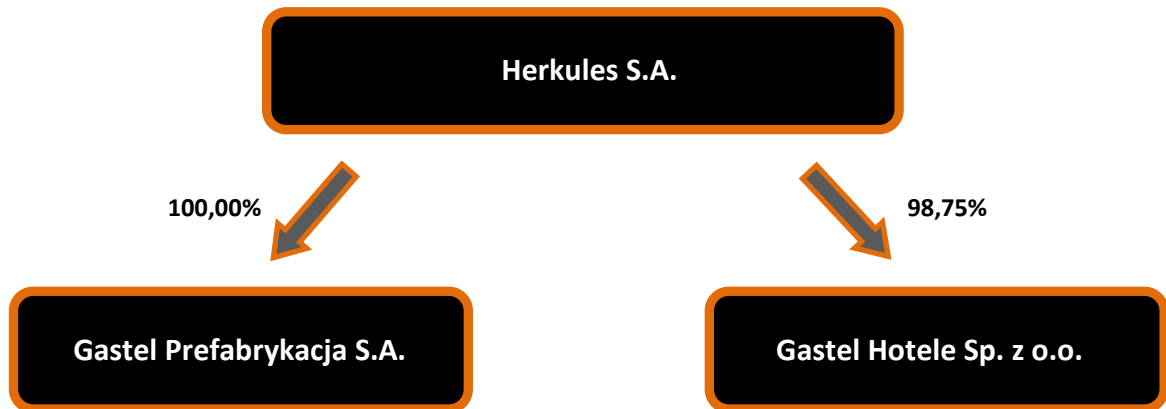 Herkules S.A.
100,00%
98,75%
Gastel Prefabrykacja S.A.
Gastel Hotele Sp. z o.o.